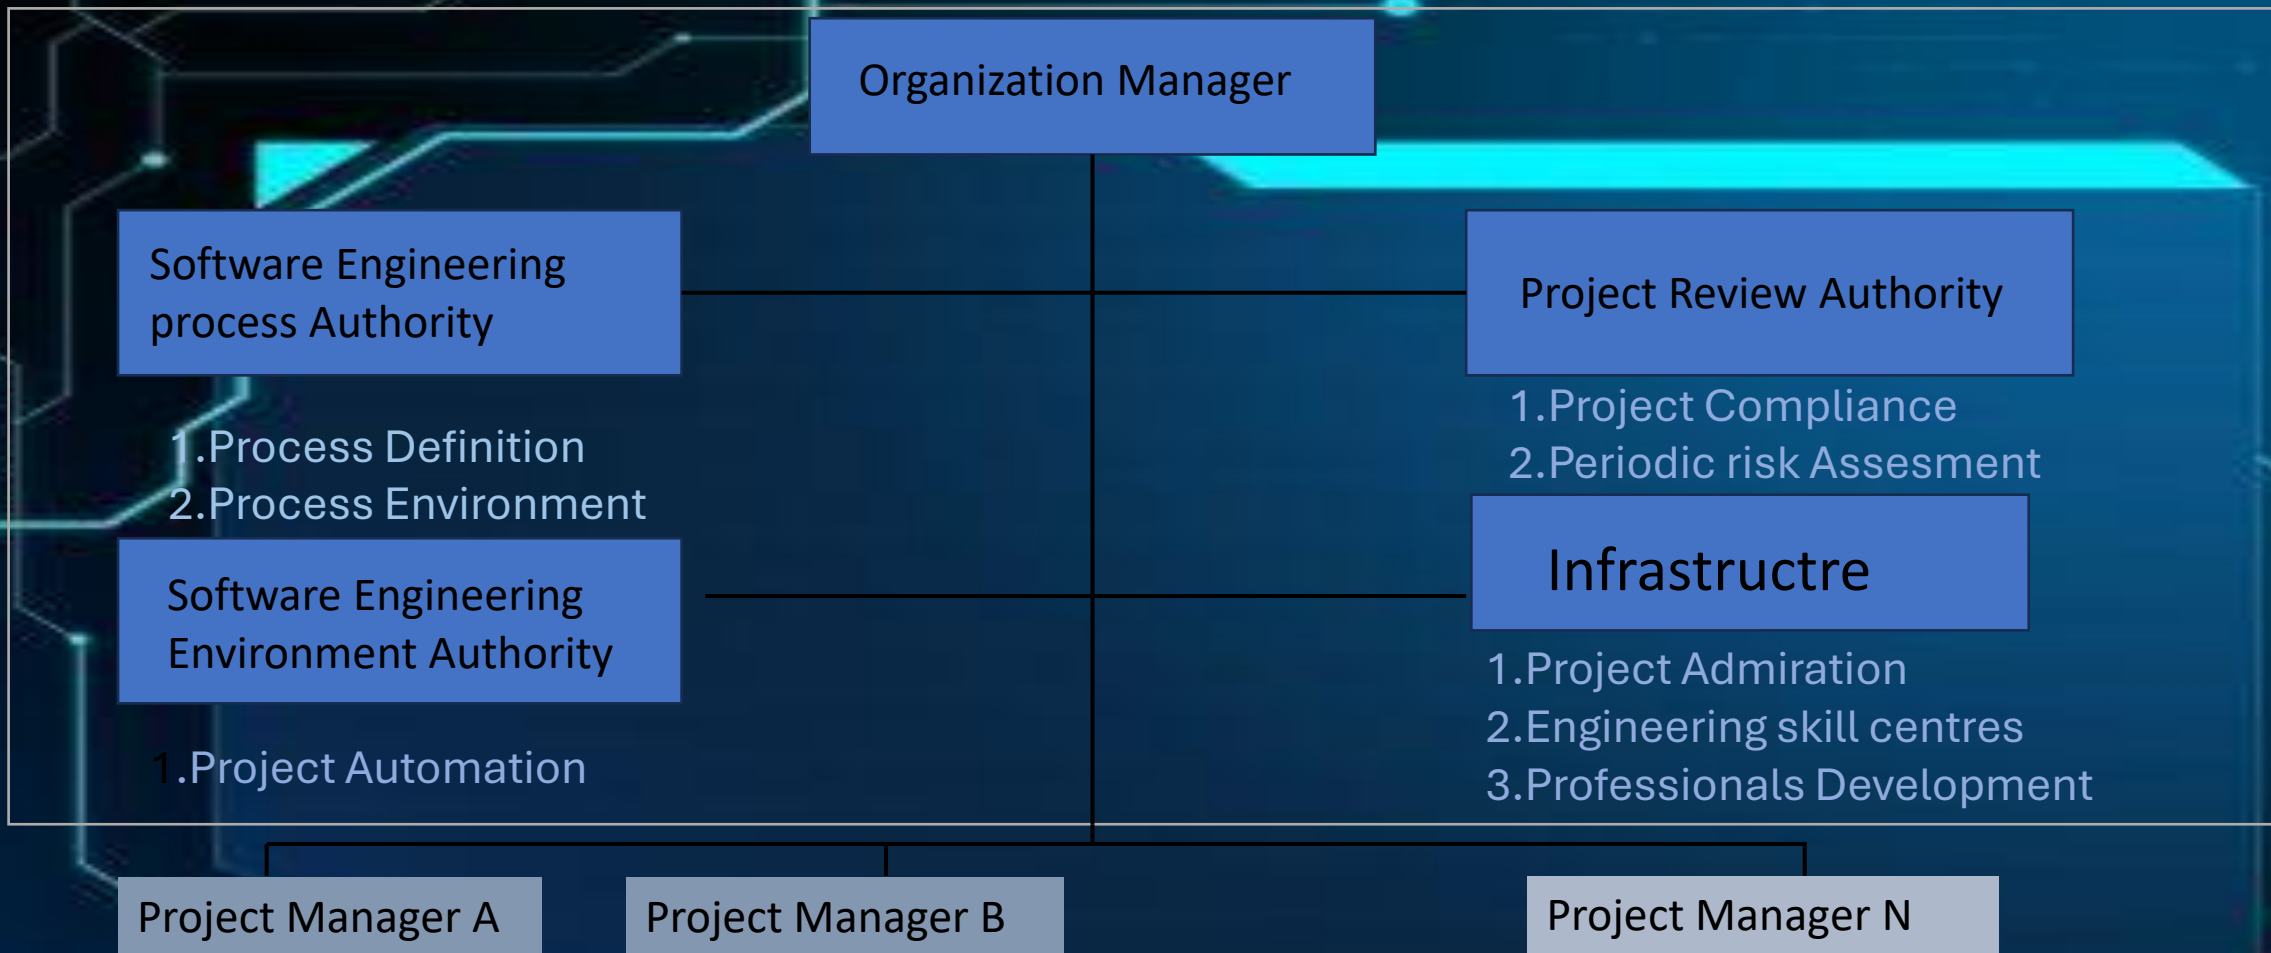 Organization Manager
Software Engineering
process Authority
Project Review Authority
1.Process Definition
2.Process Environment
1.Project Compliance
2.Periodic risk Assesment
Software Engineering
Environment Authority
Infrastructre
1.Project Automation
1.Project Admiration
2.Engineering skill centres
3.Professionals Development
Project Manager A
Project Manager B
Project Manager N